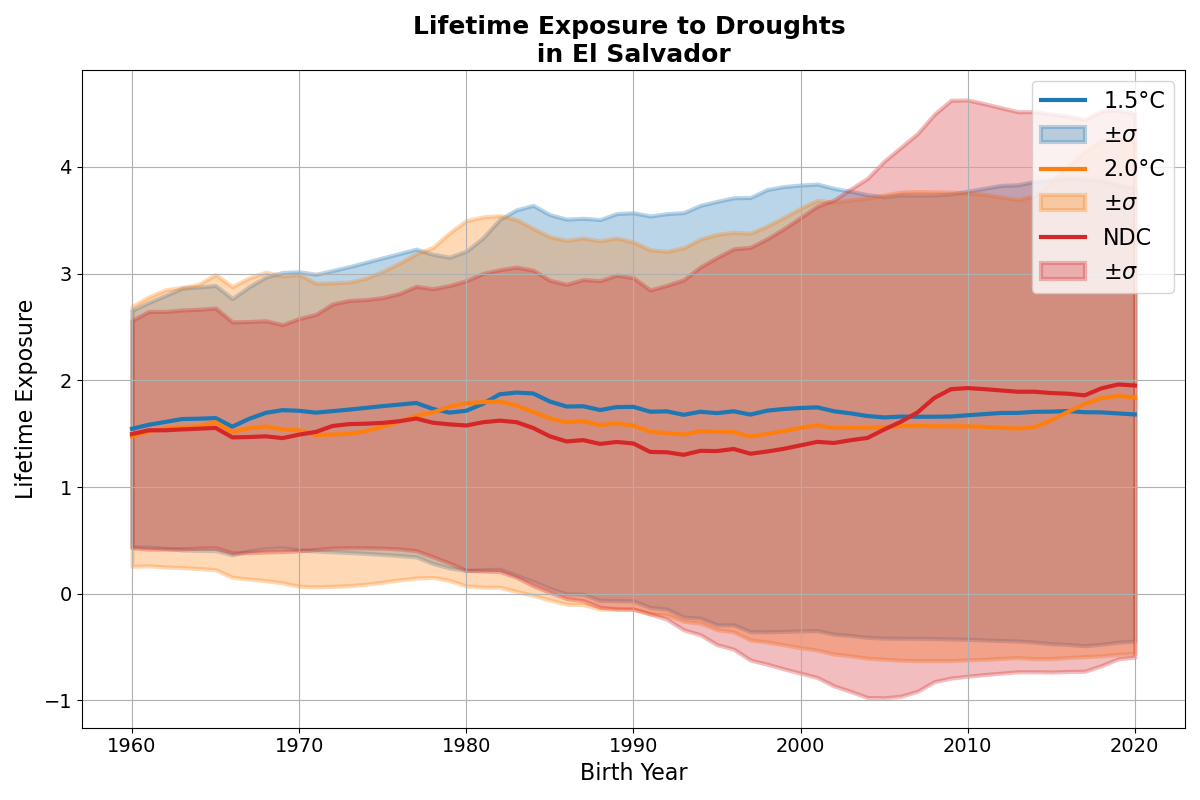 Lifetime Exposure to Droughts
in El Salvador
1.5°C
±σ
2.0°C
±σ
NDC
±σ
Lifetime Exposure
4
3
2
1
0
−1
1960 1970 1980 1990 2000 2010 2020
Birth Year